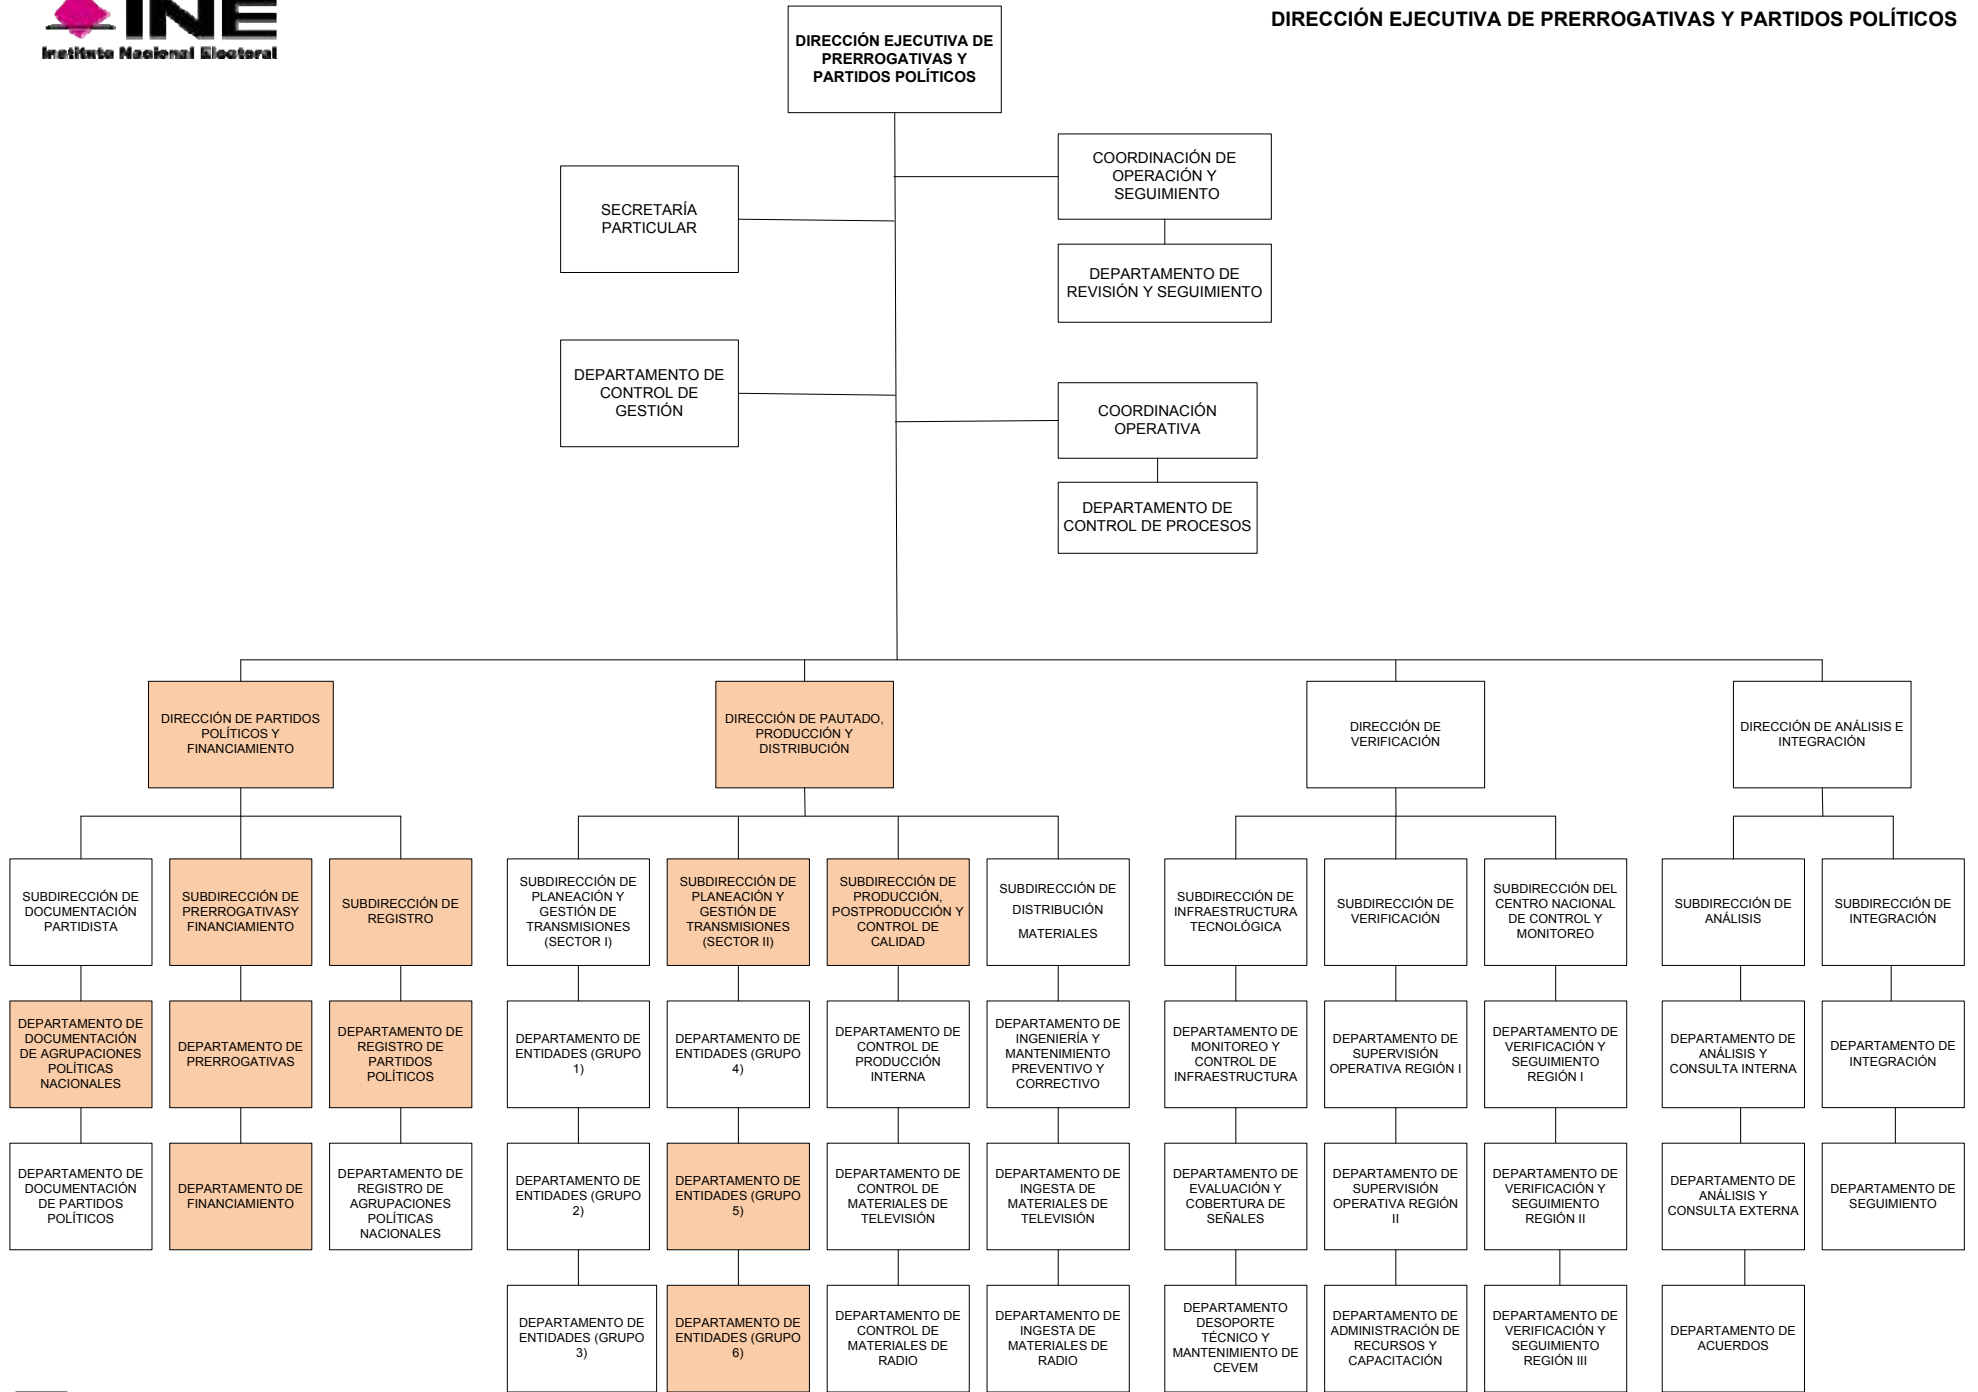 INE
Instituto Nacional Electoral
DIRECCIÓN EJECUTIVA DE PRERROGATIVAS Y PARTIDOS POLÍTICOS
DIRECCIÓN EJECUTIVA DE
PRERROGATIVAS Y
PARTIDOS POLÍTICOS
COORDINACIÓN DE
OPERACIÓN Y
SEGUIMIENTO
SECRETARÍA
PARTICULAR
DEPARTAMENTO DE
REVISIÓN Y SEGUIMIENTO
DEPARTAMENTO DE
CONTROL DE
GESTIÓN
COORDINACIÓN
OPERATIVA
DEPARTAMENTO DE
CONTROL DE PROCESOS
DIRECCIÓN DE PARTIDOS
POLÍTICOS Y
FINANCIAMIENTO
DIRECCIÓN DE PAUTADO,
PRODUCCIÓN Y
DISTRIBUCIÓN
DIRECCIÓN DE
VERIFICACIÓN
DIRECCIÓN DE ANÁLISIS E
INTEGRACIÓN
SUBDIRECCIÓN DE
DOCUMENTACIÓN
PARTIDISTA
SUBDIRECCIÓN DE
PRERROGATIVASY
FINANCIAMIENTO
SUBDIRECCIÓN DE
REGISTRO
SUBDIRECCIÓN DE
PLANEACIÓN Y
GESTIÓN DE
TRANSMISIONES
(SECTOR I)
SUBDIRECCIÓN DE
PLANEACIÓN Y
GESTIÓN DE
TRANSMISIONES
(SECTOR II)
SUBDIRECCIÓN DE
PRODUCCIÓN,
POSTPRODUCCIÓN Y
CONTROL DE
CALIDAD
SUBDIRECCIÓN DE
DISTRIBUCIÓN
MATERIALES
SUBDIRECCIÓN DE
INFRAESTRUCTURA
TECNOLÓGICA
SUBDIRECCIÓN DE
VERIFICACIÓN
SUBDIRECCIÓN DEL
CENTRO NACIONAL
DE CONTROL Y
MONITOREO
SUBDIRECCIÓN DE
ANÁLISIS
SUBDIRECCIÓN DE
INTEGRACIÓN
DEPARTAMENTO DE
DOCUMENTACIÓN
DE AGRUPACIONES
POLÍTICAS
NACIONALES
DEPARTAMENTO DE
PRERROGATIVAS
DEPARTAMENTO DE
REGISTRO DE
PARTIDOS
POLÍTICOS
DEPARTAMENTO DE
ENTIDADES (GRUPO
1)
DEPARTAMENTO DE
ENTIDADES (GRUPO
4)
DEPARTAMENTO DE
CONTROL DE
PRODUCCIÓN
INTERNA
DEPARTAMENTO DE
INGENIERÍA Y
MANTENIMIENTO
PREVENTIVO Y
CORRECTIVO
DEPARTAMENTO DE
MONITOREO Y
CONTROL DE
INFRAESTRUCTURA
DEPARTAMENTO DE
SUPERVISIÓN
OPERATIVA REGIÓN I
DEPARTAMENTO DE
VERIFICACIÓN Y
SEGUIMIENTO
REGIÓN I
DEPARTAMENTO DE
ANÁLISIS Y
CONSULTA INTERNA
DEPARTAMENTO DE
INTEGRACIÓN
DEPARTAMENTO DE
DOCUMENTACIÓN
DE PARTIDOS
POLÍTICOS
DEPARTAMENTO DE
FINANCIAMIENTO
DEPARTAMENTO DE
REGISTRO DE
AGRUPACIONES
POLÍTICAS
NACIONALES
DEPARTAMENTO DE
ENTIDADES (GRUPO
2)
DEPARTAMENTO DE
ENTIDADES (GRUPO
5)
DEPARTAMENTO DE
CONTROL DE
MATERIALES DE
TELEVISIÓN
DEPARTAMENTO DE
INGESTA DE
MATERIALES DE
TELEVISIÓN
DEPARTAMENTO DE
EVALUACIÓN Y
COBERTURA DE
SEÑALES
DEPARTAMENTO DE
SUPERVISIÓN
OPERATIVA REGIÓN
II
DEPARTAMENTO DE
VERIFICACIÓN Y
SEGUIMIENTO
REGIÓN II
DEPARTAMENTO DE
ANÁLISIS Y
CONSULTA EXTERNA
DEPARTAMENTO DE
SEGUIMIENTO
DEPARTAMENTO DE
ENTIDADES (GRUPO
3)
DEPARTAMENTO DE
ENTIDADES (GRUPO
6)
DEPARTAMENTO DE
CONTROL DE
MATERIALES DE
RADIO
DEPARTAMENTO DE
INGESTA DE
MATERIALES DE
RADIO
DEPARTAMENTO
DESOPORTE
TÉCNICO Y
MANTENIMIENTO DE
CEVEM
DEPARTAMENTO DE
ADMINISTRACIÓN DE
RECURSOS Y
CAPACITACIÓN
DEPARTAMENTO DE
VERIFICACIÓN Y
SEGUIMIENTO
REGIÓN III
DEPARTAMENTO DE
ACUERDOS